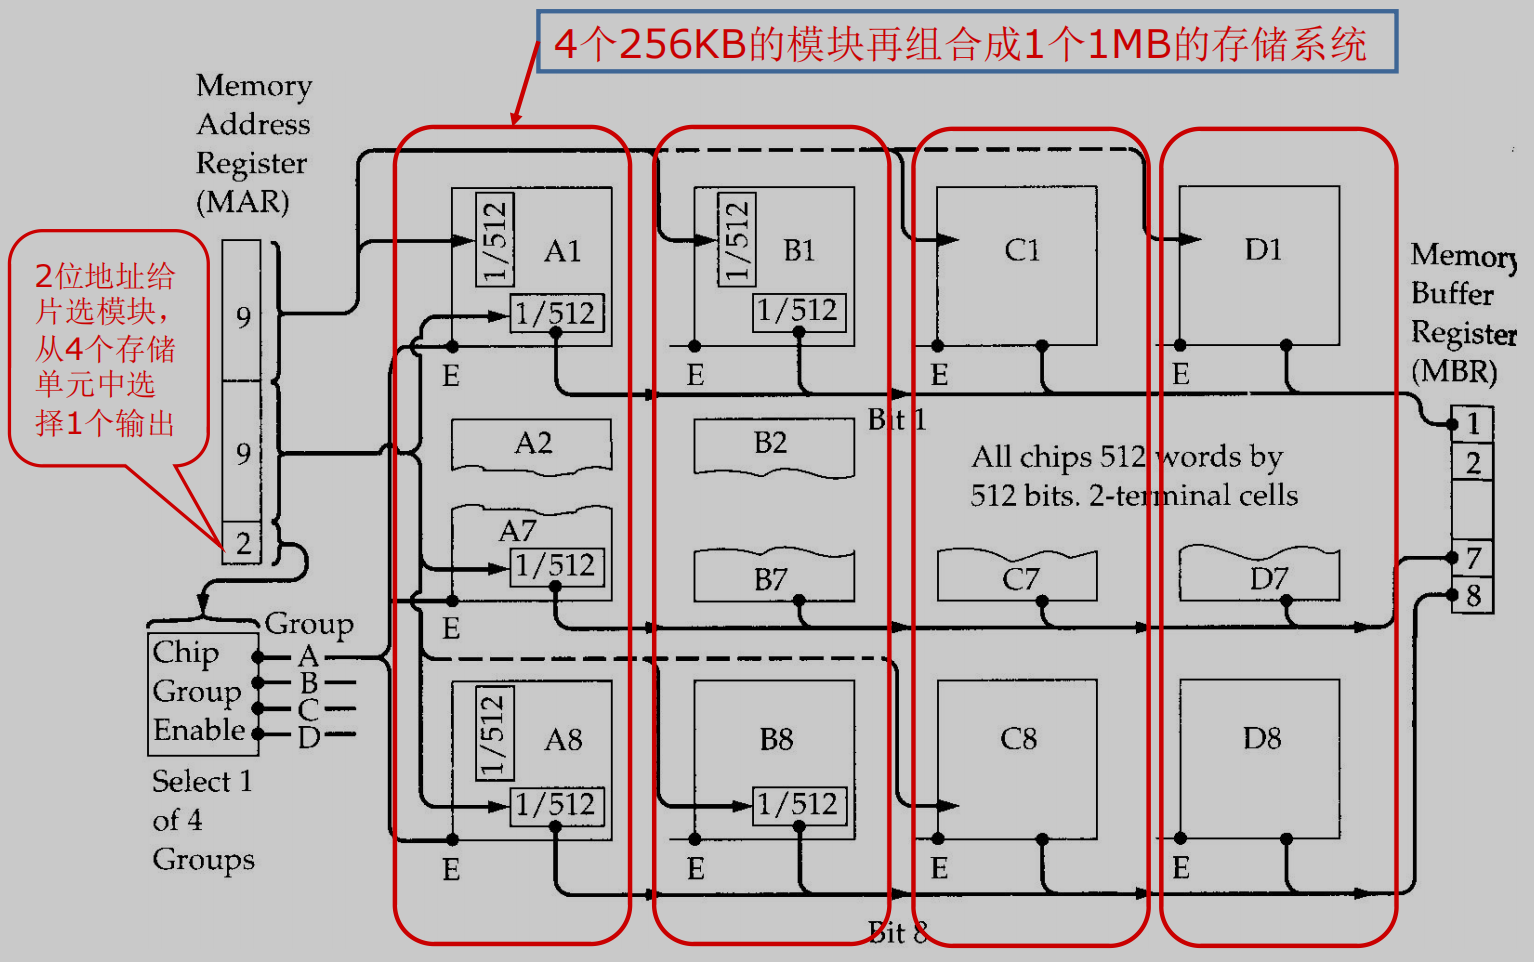 4个256KB的模块再组合成1个1MB的存储系统
Memory
Address
Register
(MAR)
2位地址给
片选模块，
从4个存储
单元中选
择1个输出
9
9
2
1/512
A1
1/512
E
1/512
B1
1/512
E
C1
E
D1
E
Memory
Buffer
Register
(MBR)
1
2
7
8
Bit 1
A2
B2
All chips 512 words by
512 bits. 2-terminal cells
A7
1/512
E
B7
C7
D7
Group
Chip
Group
Enable
A
B
C
D
Select 1
of 4
Groups
1/512
A8
1/512
E
B8
1/512
E
C8
E
D8
E
Bit 8